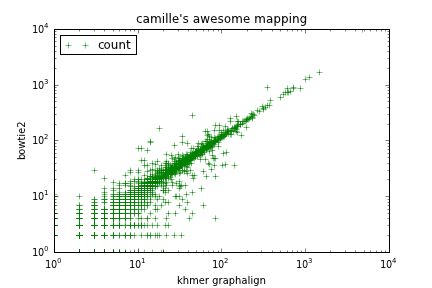 camille's awesome mapping
count
bowtie2
10^4
10^3
10^2
10^1
10^0
10^0 10^1 10^2 10^3 10^4
khmer graphalign